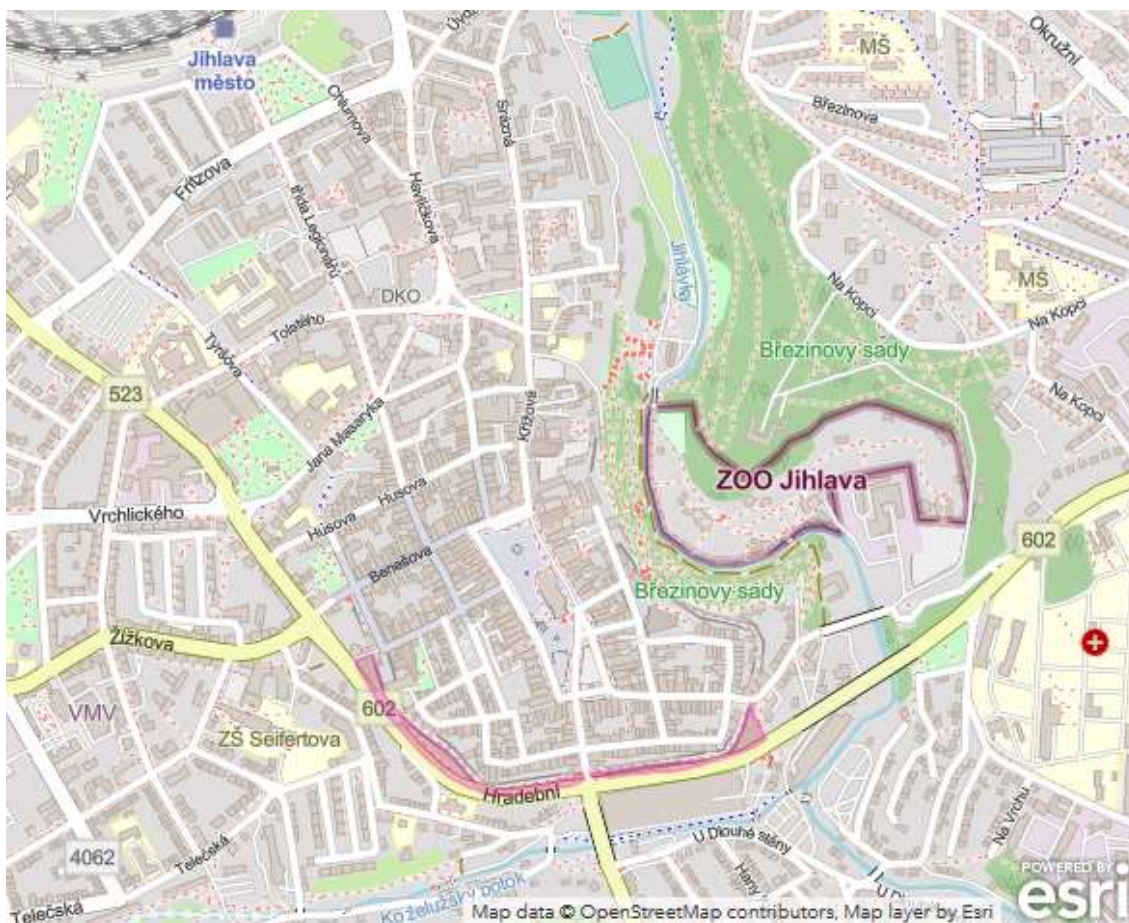 Jihlava
město
Chlumova
Úvoz
Srázná
MŠ
Okružní
Březinova
Fritzova
třída Legionářů
Havlíčkova
Jihlávka
DKO
MŠ
Na Kopci
Na Kopci
Tolstého
Tyršova
Březinovy sady
523
Křížová
Na Kopci
Jana Masaryka
ZOO Jihlava
Husova
Husova
Vrchlického
Benešova
602
Březinovy sady
Žižkova
602
VMV
ZŠ Seifertova
Hradební
U Dlouhé stěny
Na Vrchu
4062
Telečská
Hany
Koželužský potok
U D
Telečská
POWERED BY
esri
Map data © OpenStreetMap contributors, Map layer by Esri